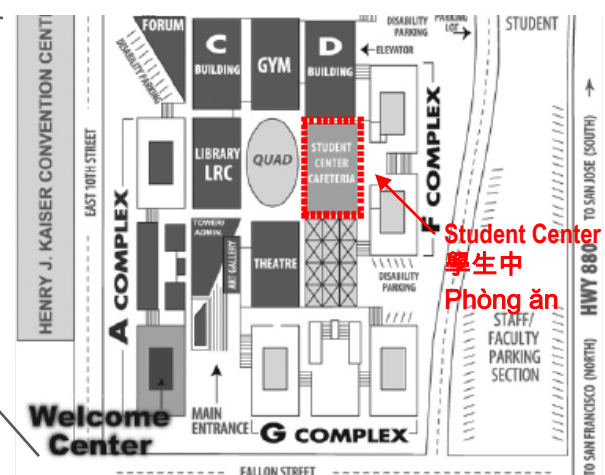 HENRY J. KAISER CONVENTION CENT
EAST 10TH STREET
FORUM
DISABILITY PARKING
C
BUILDING
GYM
D
BUILDING
DISABILITY
PARKING
PARKING
LOT
ELEVATOR
STUDENT
LIBRARY
LRC
QUAD
STUDENT
CENTER
CAFETERIA
F COMPLEX
A COMPLEX
TOWER/
ADMIN.
ART GALLERY
THEATRE
DISABILITY
PARKING
Student Center
學生中
Phòng ăn
STAFF/
FACULTY
PARKING
SECTION
TO SAN FRANCISCO (NORTH) HWY 880 TO SAN JOSE (SOUTH)
Welcome
Center
MAIN
ENTRANCE
G COMPLEX
FALLON STREET